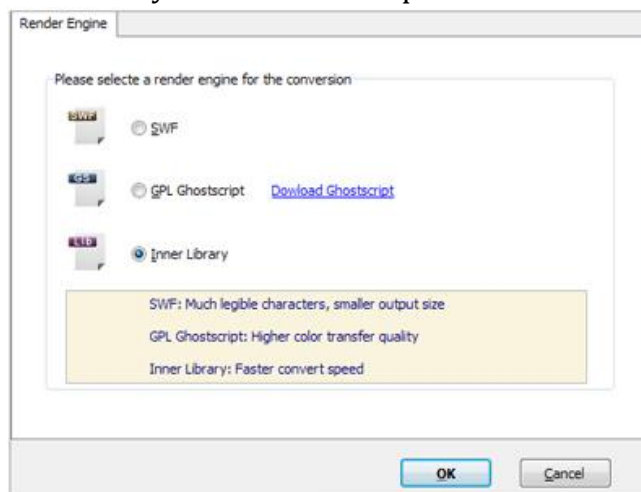 Render Engine
Please selecte a render engine for the conversion
SWF
SWF
GS
GPL Ghostscript Dowload Ghostscript
Lib
Inner Library
SWF: Much legible characters, smaller output size
GPL Ghostscript: Higher color transfer quality
Inner Library: Faster convert speed
OK Cancel